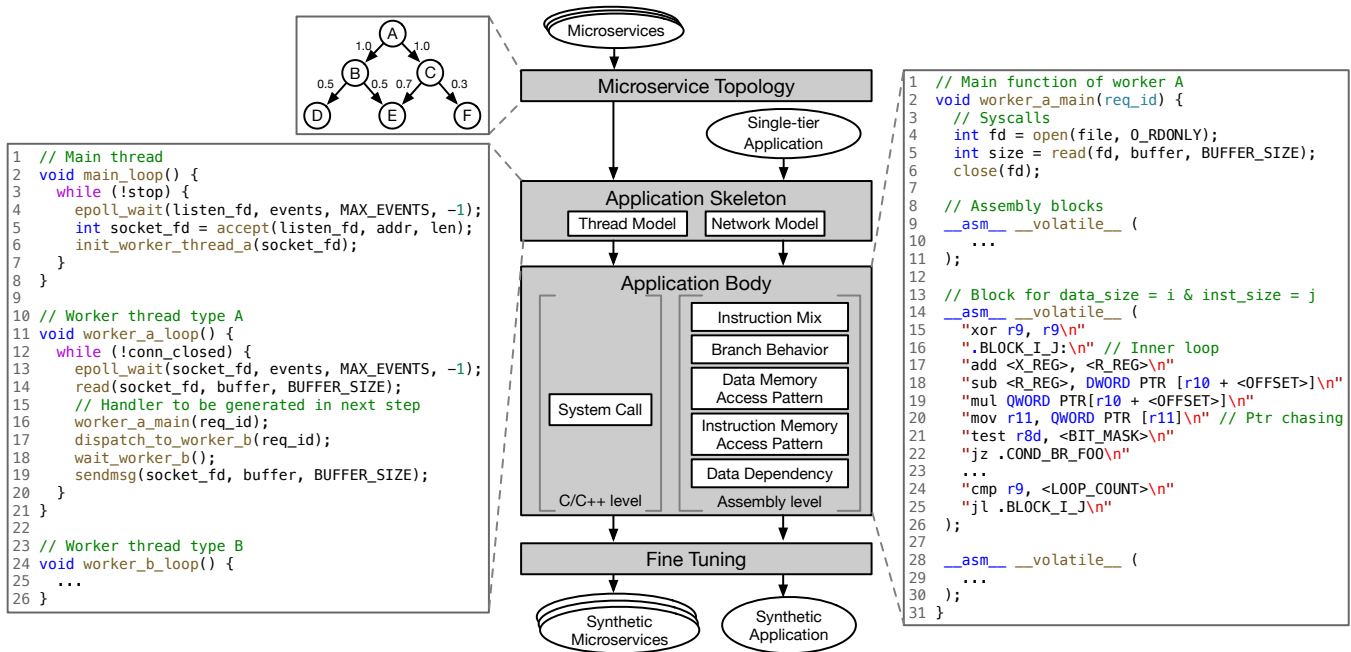 A
1.0
1.0
B
C
0.5
0.5
0.7
0.3
D
E
F
Microservices
Microservice Topology
Single-tier
Application
Application Skeleton
Thread Model
Network Model
Application Body
System Call
C/C++ level
Instruction Mix
Branch Behavior
Data Memory
Access Pattern
Instruction Memory
Access Pattern
Data Dependency
Assembly level
Fine Tuning
Synthetic
Microservices
Synthetic
Application
1 // Main thread
2 void main_loop() {
3 while (!stop) {
4 epoll_wait(listen_fd, events, MAX_EVENTS, -1);
5 int socket_fd = accept(listen_fd, addr, len);
6 init_worker_thread_a(socket_fd);
7 }
8 }
9
10 // Worker thread type A
11 void worker_a_loop() {
12 while (!conn_closed) {
13 epoll_wait(socket_fd, events, MAX_EVENTS, -1);
14 read(socket_fd, buffer, BUFFER_SIZE);
15 // Handler to be generated in next step
16 worker_a_main(req_id);
17 dispatch_to_worker_b(req_id);
18 wait_worker_b();
19 sendmsg(socket_fd, buffer, BUFFER_SIZE);
20 }
21 }
22
23 // Worker thread type B
24 void worker_b_loop() {
25 ...
26 }
1 // Main function of worker A
2 void worker_a_main(req_id) {
3 // Syscalls
4 int fd = open(file, O_RDONLY);
5 int size = read(fd, buffer, BUFFER_SIZE);
6 close(fd);
7
8 // Assembly blocks
9 __asm__ __volatile__ (
10 ...
11 );
12
13 // Block for data_size = i & inst_size = j
14 __asm__ __volatile__ (
15 "xor r9, r9\n"
16 ".BLOCK_I_J:\n" // Inner loop
17 "add <X_REG>, <R_REG>\n"
18 "sub <R_REG>, DWORD PTR [r10 + <OFFSET>]\n"
19 "mul QWORD PTR[r10 + <OFFSET>]\n"
20 "mov r11, QWORD PTR [r11]\n" // Ptr chasing
21 "test r8d, <BIT_MASK>\n"
22 "jz .COND_BR_FOO\n"
23 ...
24 "cmp r9, <LOOP_COUNT>\n"
25 "jl .BLOCK_I_J\n"
26 );
27
28 __asm__ __volatile__ (
29 ...
30 );
31 }